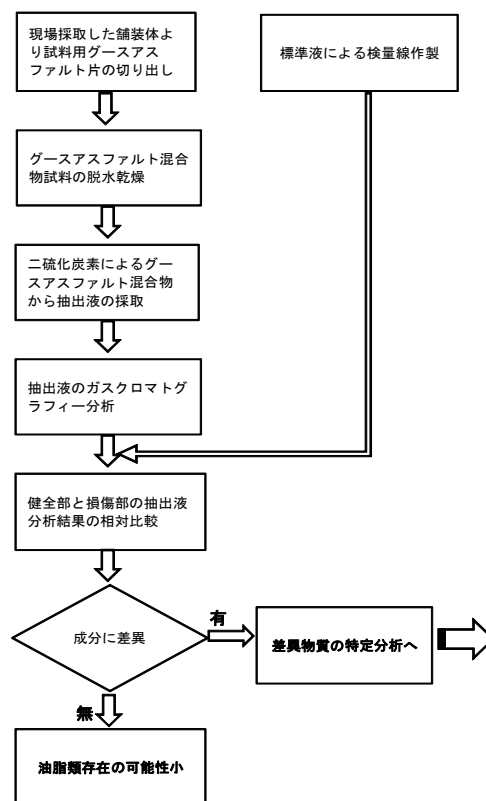 現場採取した舗装体よ
り試料用グースアス
ファルト片の切り出し
標準液による検量線作製
グースアスファルト混合
物試料の脱水乾燥
二硫化炭素によるグー
スアスファルト混合物
から抽出液の採取
抽出液のガスクロマトグ
ラフィー分析
健全部と損傷部の抽出液
分析結果の相対比較
成分に差異
有
差異物質の特定分析へ
無
油脂類存在の可能性小